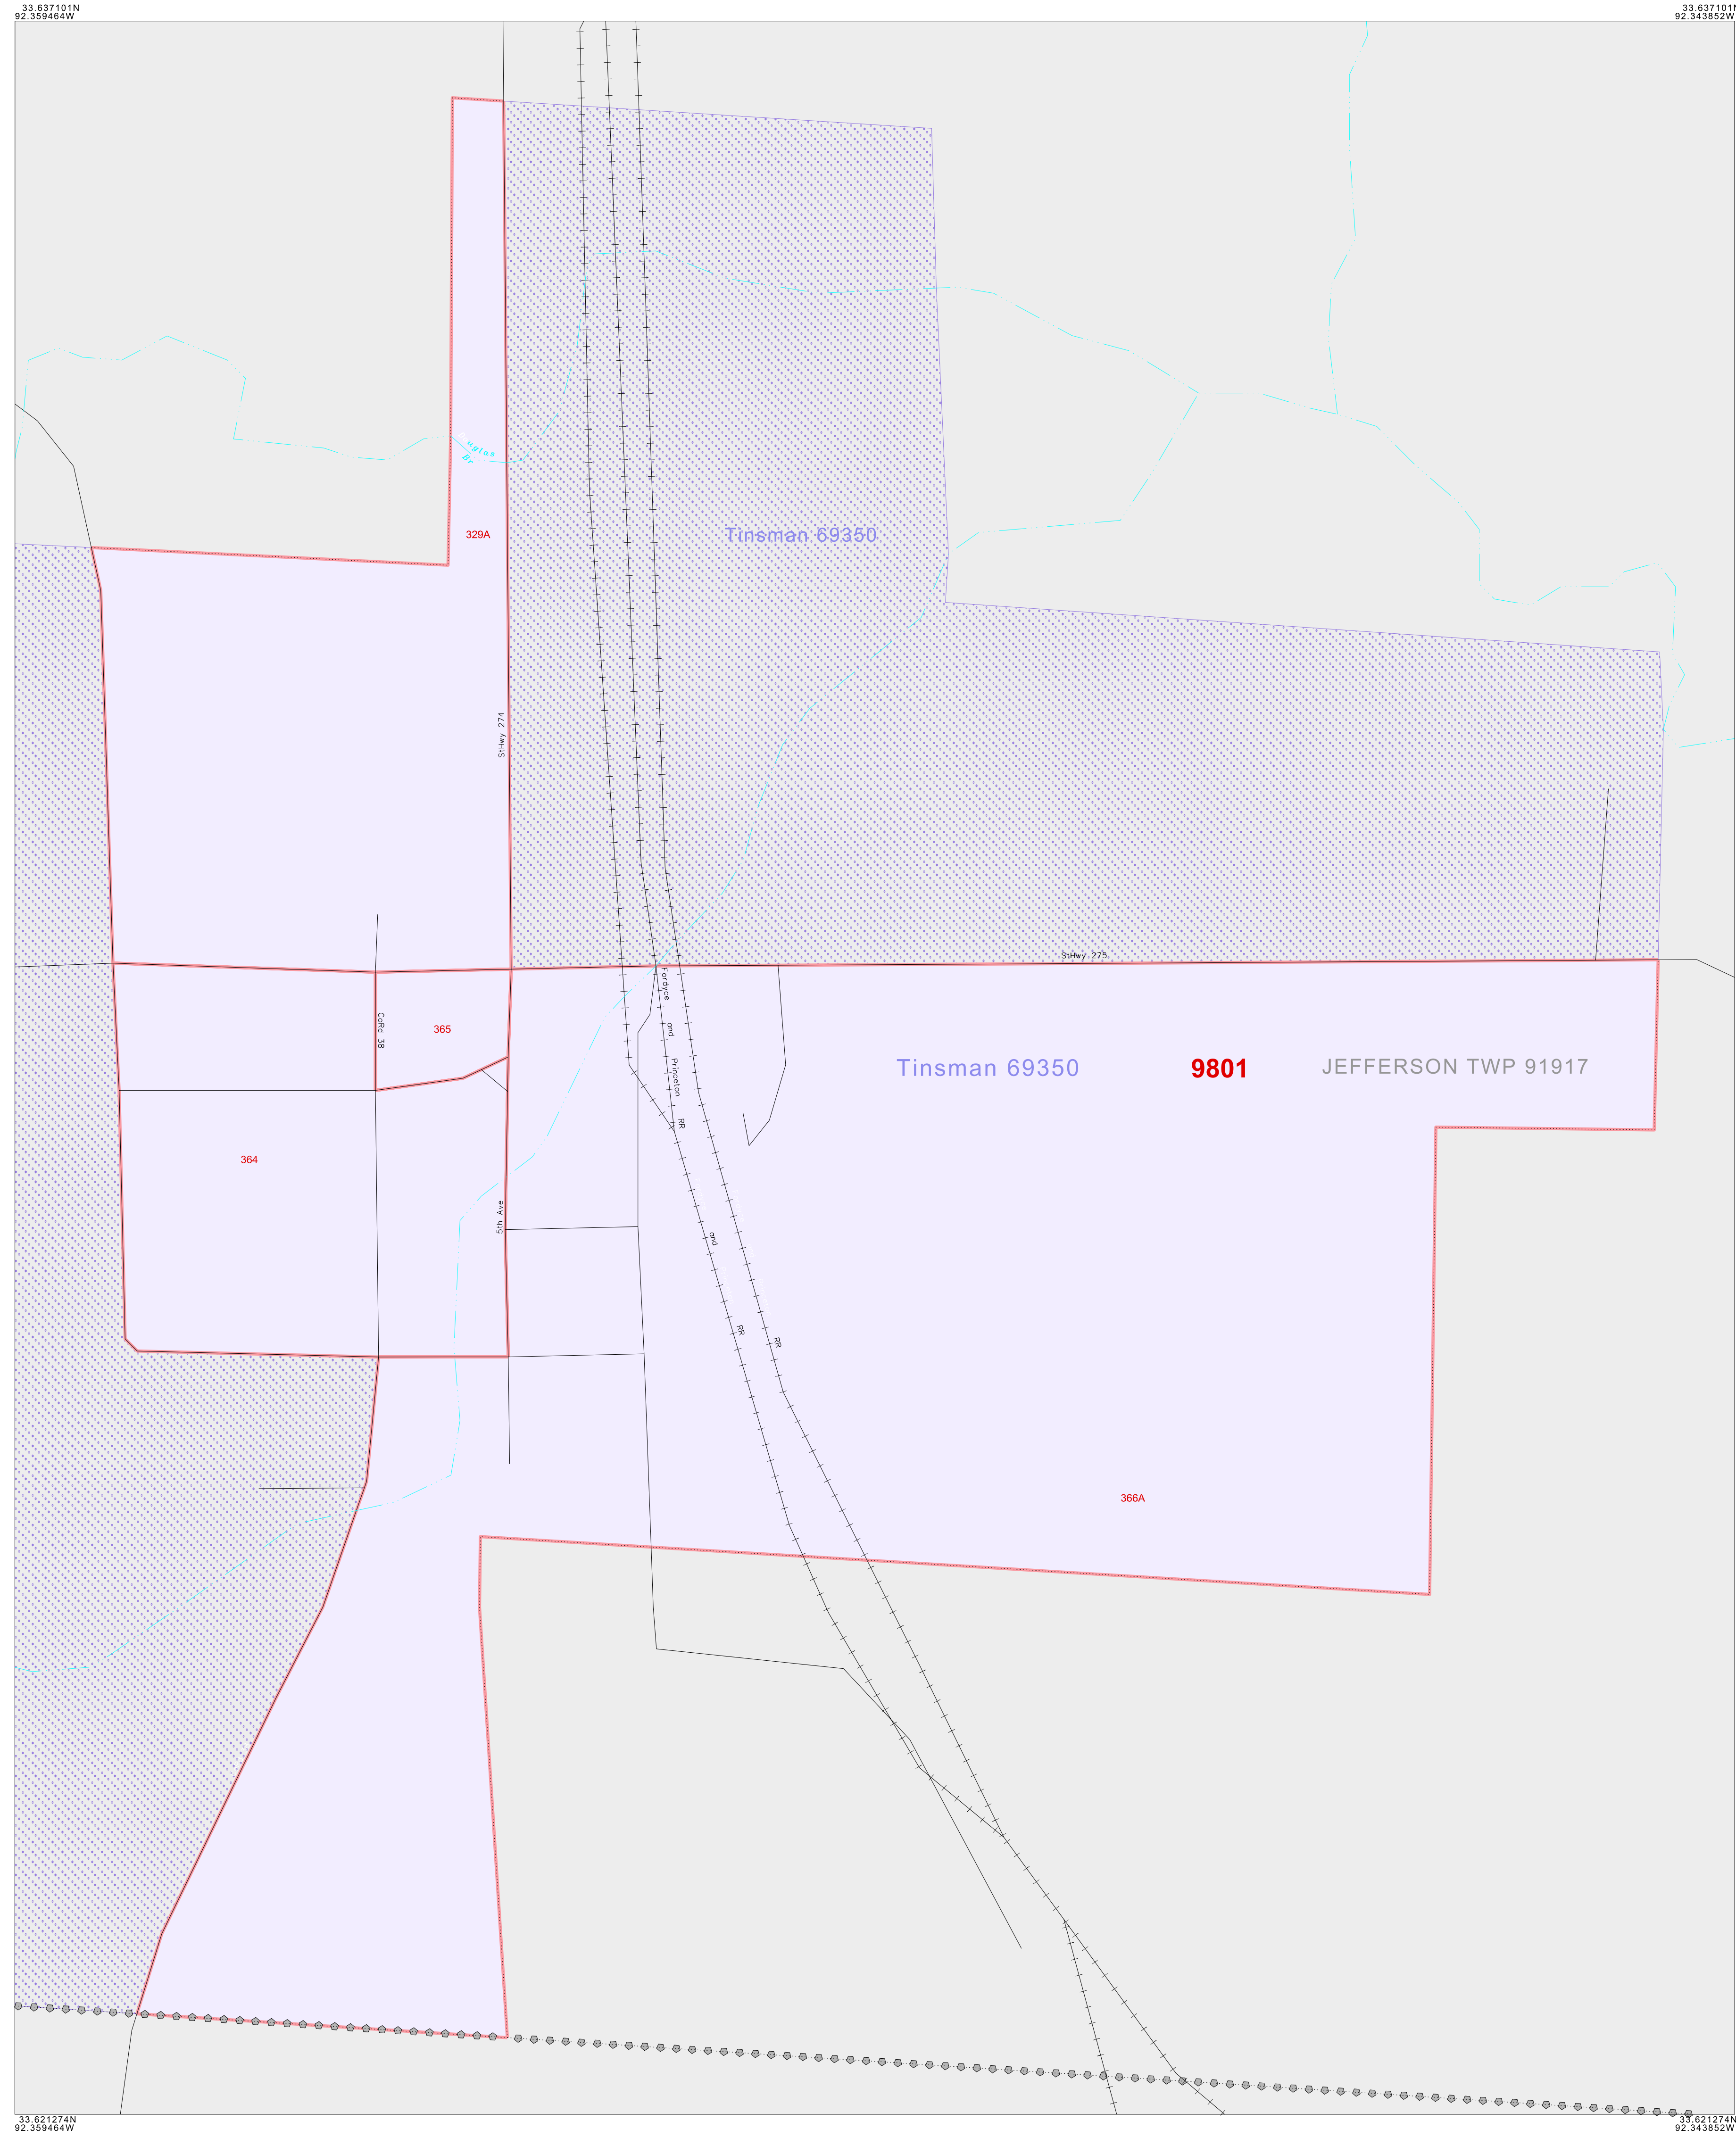 33.637101N
92.359464W
33.637101N
92.343852W
Br
329A
Tinsman 69350
StHwy 274
StHwy 275
Fordyce and Princeton RR
CoRd 38
365
Tinsman 69350
9801
JEFFERSON TWP 91917
364
5th Ave
and RR
RR
366A
33.621274N
92.359464W
33.621274N
92.343852W